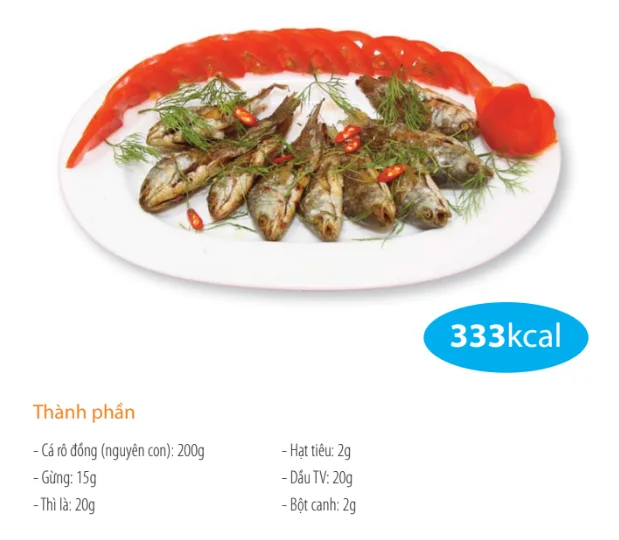 333kcal
Thành phần
- Cá rô đồng (nguyên con): 200g
- Gừng: 15g
- Thì là: 20g
- Hạt tiêu: 2g
- Dầu TV: 20g
- Bột canh: 2g